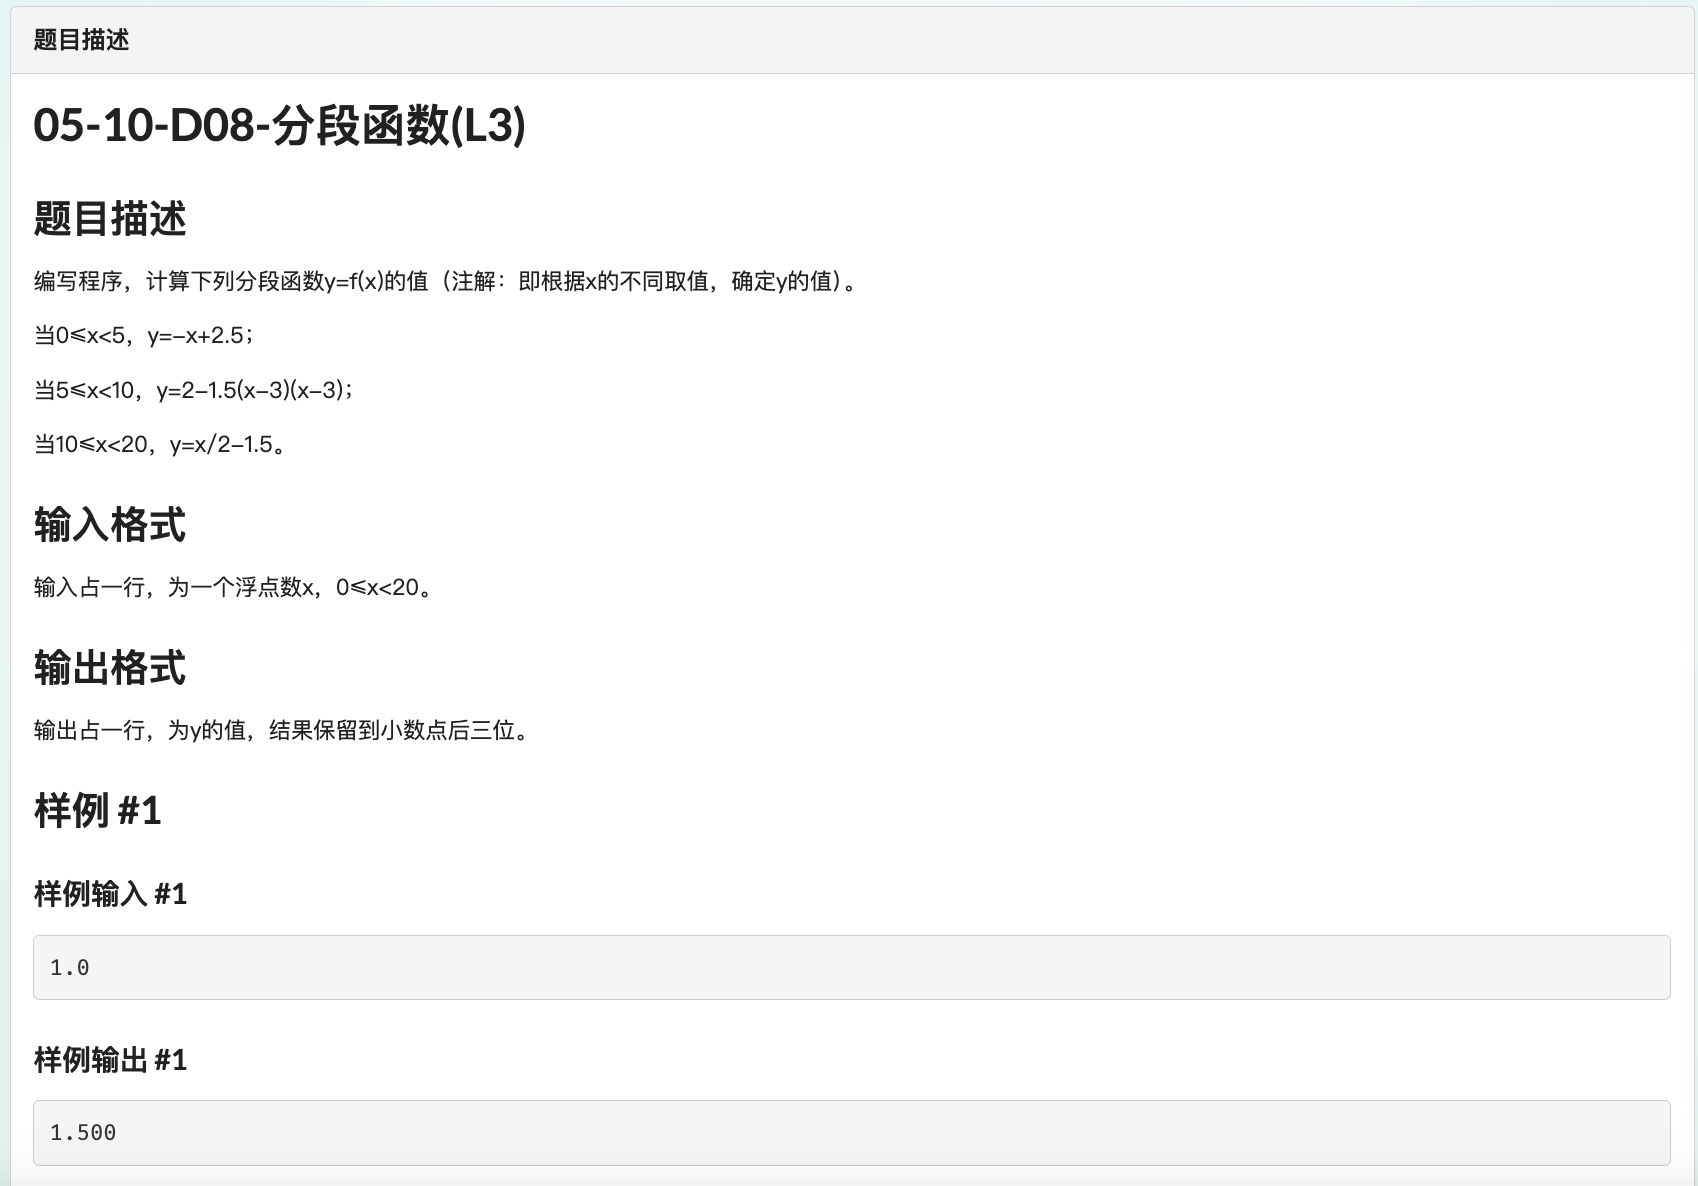 题目描述
05-10-D08-分段函数(L3)
题目描述
编写程序，计算下列分段函数y=f(x)的值（注解：即根据x的不同取值，确定y的值）。
当0≤x<5，y=−x+2.5；
当5≤x<10，y=2−1.5(x−3)(x−3)；
当10≤x<20，y=x/2−1.5。
输入格式
输入占一行，为一个浮点数x，0≤x<20。
输出格式
输出占一行，为y的值，结果保留到小数点后三位。
样例 #1
样例输入 #1
1.0
样例输出 #1
1.500